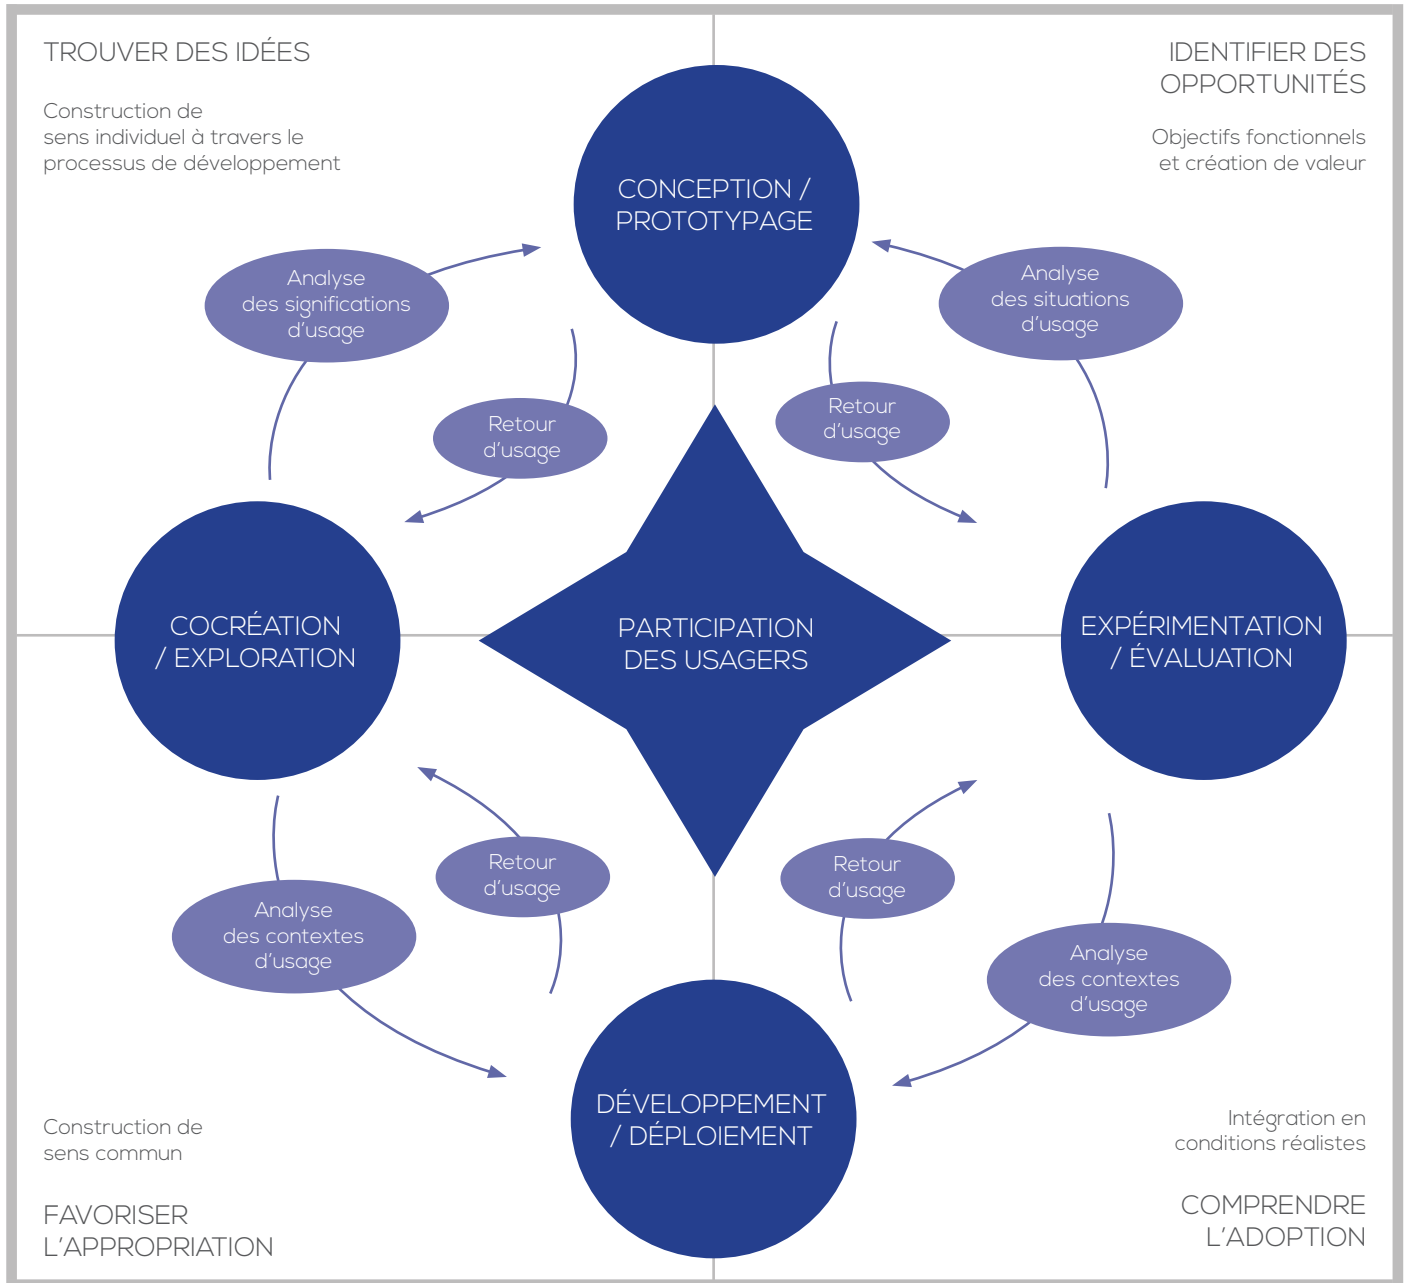 TROUVER DES IDÉES
Construction de
sens individuel à travers le
processus de développement
IDENTIFIER DES
OPPORTUNITÉS
Objectifs fonctionnels
et création de valeur
CONCEPTION /
PROTOTYPAGE
Analyse
des significations
d'usage
Analyse
des situations
d'usage
Retour
d'usage
Retour
d'usage
COCRÉATION
/ EXPLORATION
PARTICIPATION
DES USAGERS
EXPÉRIMENTATION
/ ÉVALUATION
Retour
d'usage
Retour
d'usage
Analyse
des contextes
d'usage
Analyse
des contextes
d'usage
DÉVELOPPEMENT
/ DÉPLOIEMENT
Construction de
sens commun
FAVORISER
L'APPROPRIATION
Intégration en
conditions réalistes
COMPRENDRE
L'ADOPTION